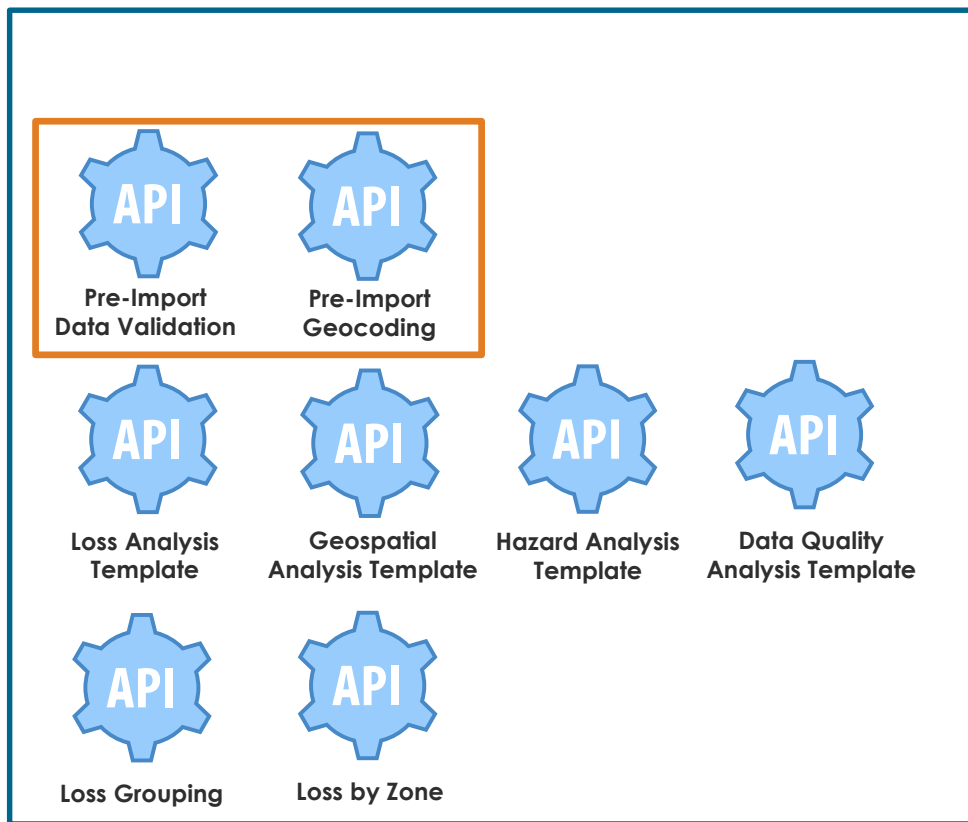 API API
Pre-Import Pre-Import
Data Validation Geocoding
API API API API
Loss Analysis Geospatial Hazard Analysis Data Quality
Template Analysis Template Template Analysis Template
API API
Loss Grouping Loss by Zone